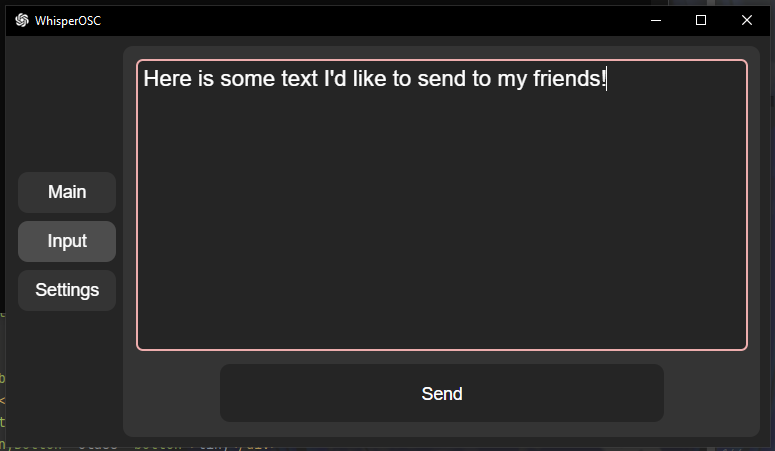 WhisperOSC
Here is some text I'd like to send to my friends!
Main
Input
Settings
Send